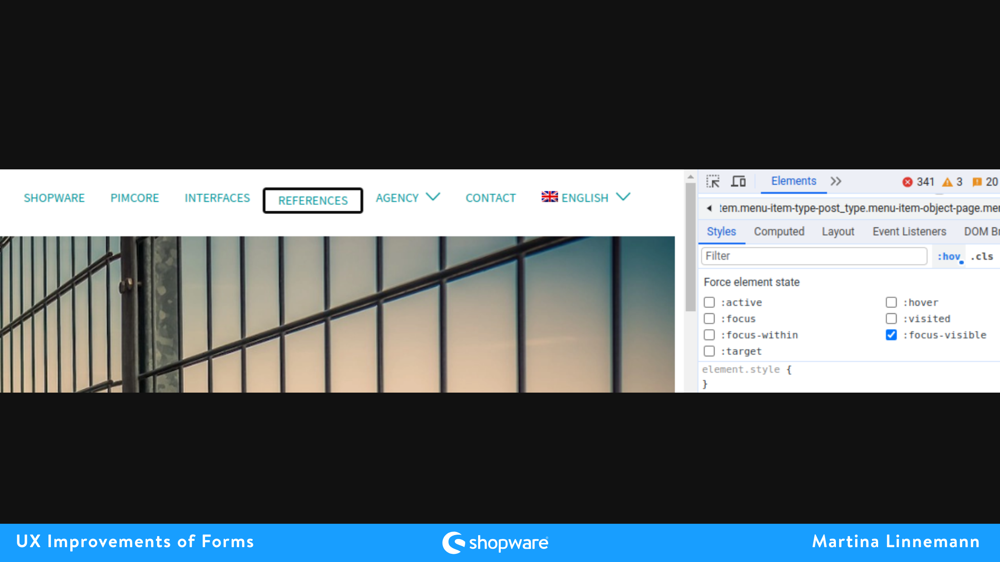 SHOPWARE PIMCORE INTERFACES REFERENCES AGENCY CONTACT ENGLISH
Elements 341 3 20
tem.menu-item-type-post_type.menu-item-object-page.me
Styles Computed Layout Event Listeners DOM Br
Filter :hov .cls
Force element state
:active :hover
:focus :visited
:focus-within :focus-visible
:target
element.style {
}
UX Improvements of Forms shopware Martina Linnemann